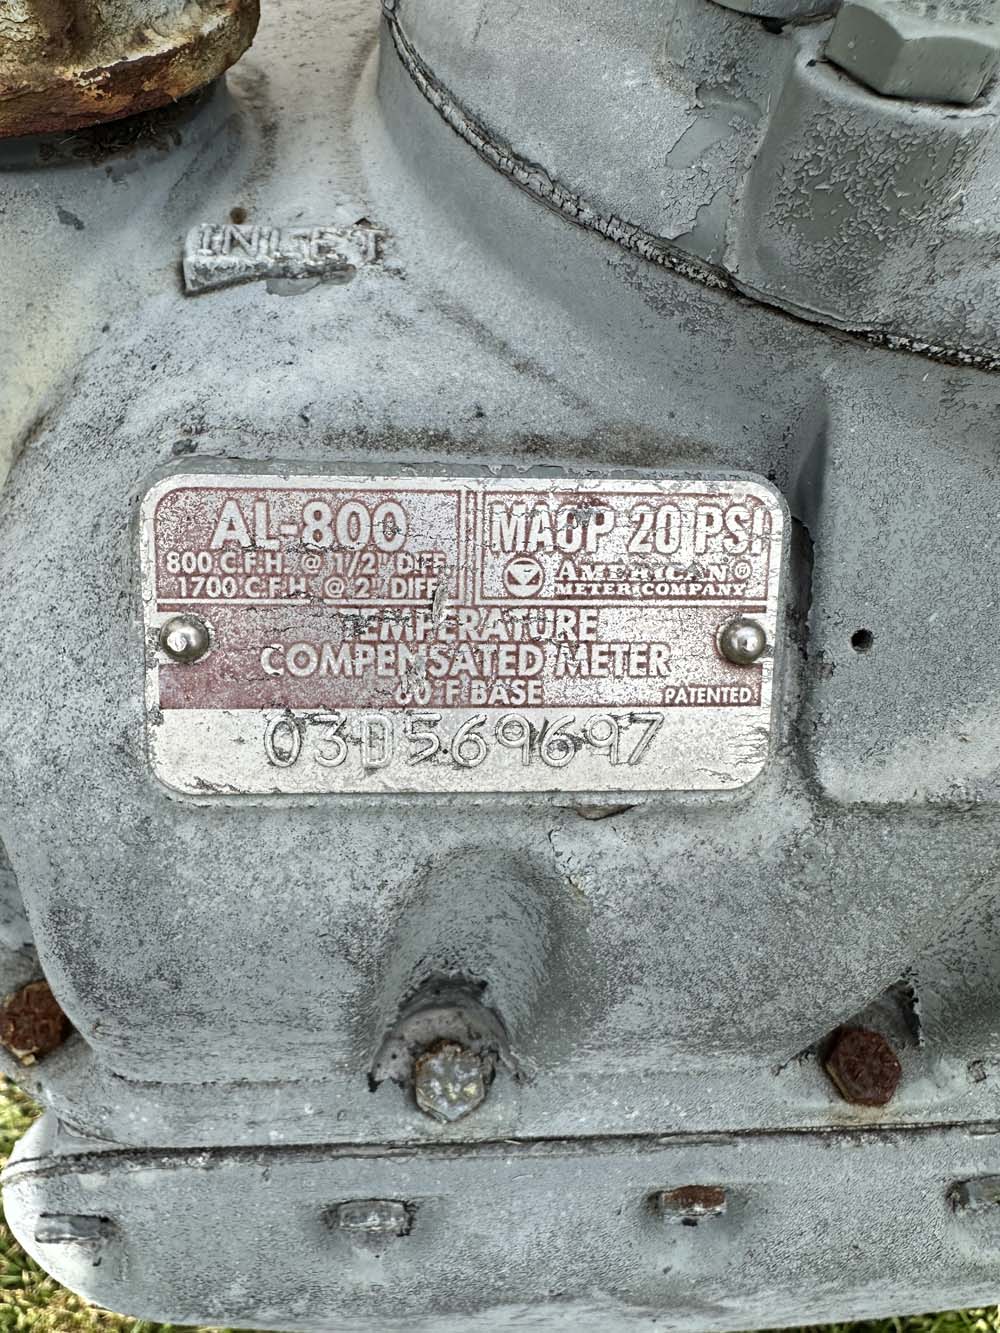 INLET
AL-800
800 C.F.H. @ 1/2" DIFF
1700 C.F.H. @ 2" DIFF
MAOP 20 PSI
AMERICAN®
METER COMPANY
TEMPERATURE
COMPENSATED METER
60°F BASE
PATENTED
03D569697